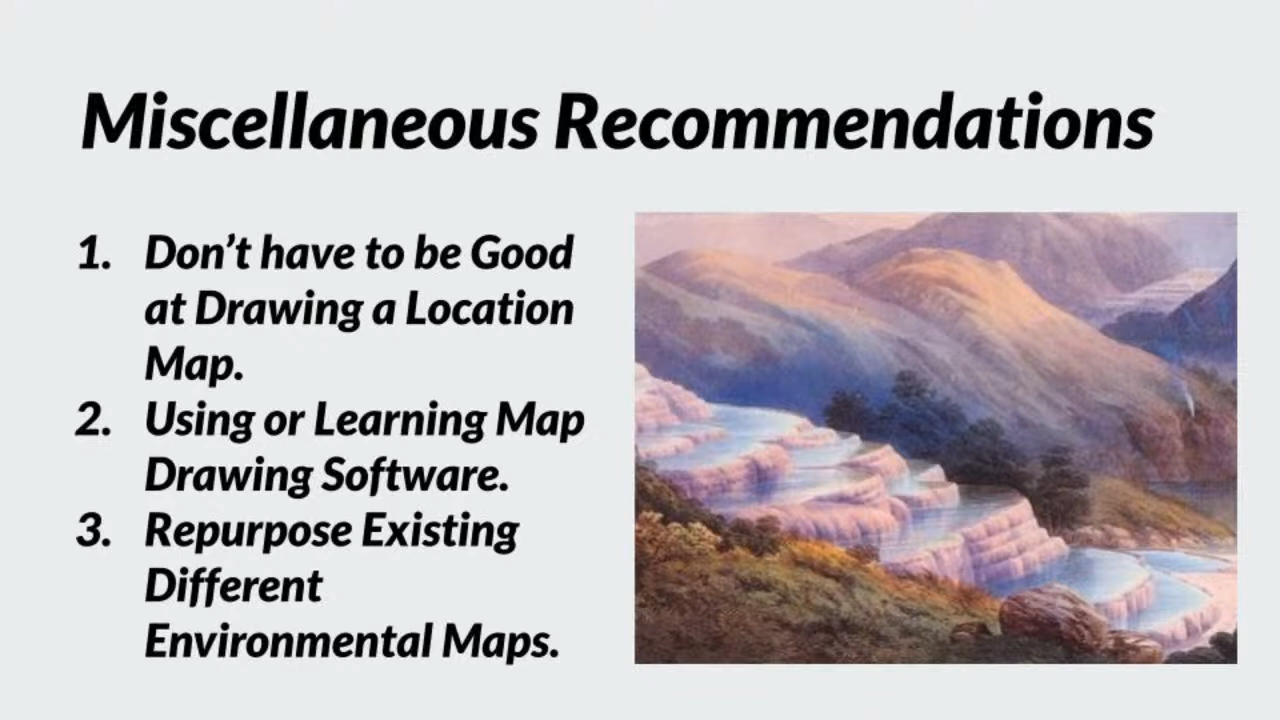 Miscellaneous Recommendations
1. Don’t have to be Good
at Drawing a Location
Map.
2. Using or Learning Map
Drawing Software.
3. Repurpose Existing
Different
Environmental Maps.